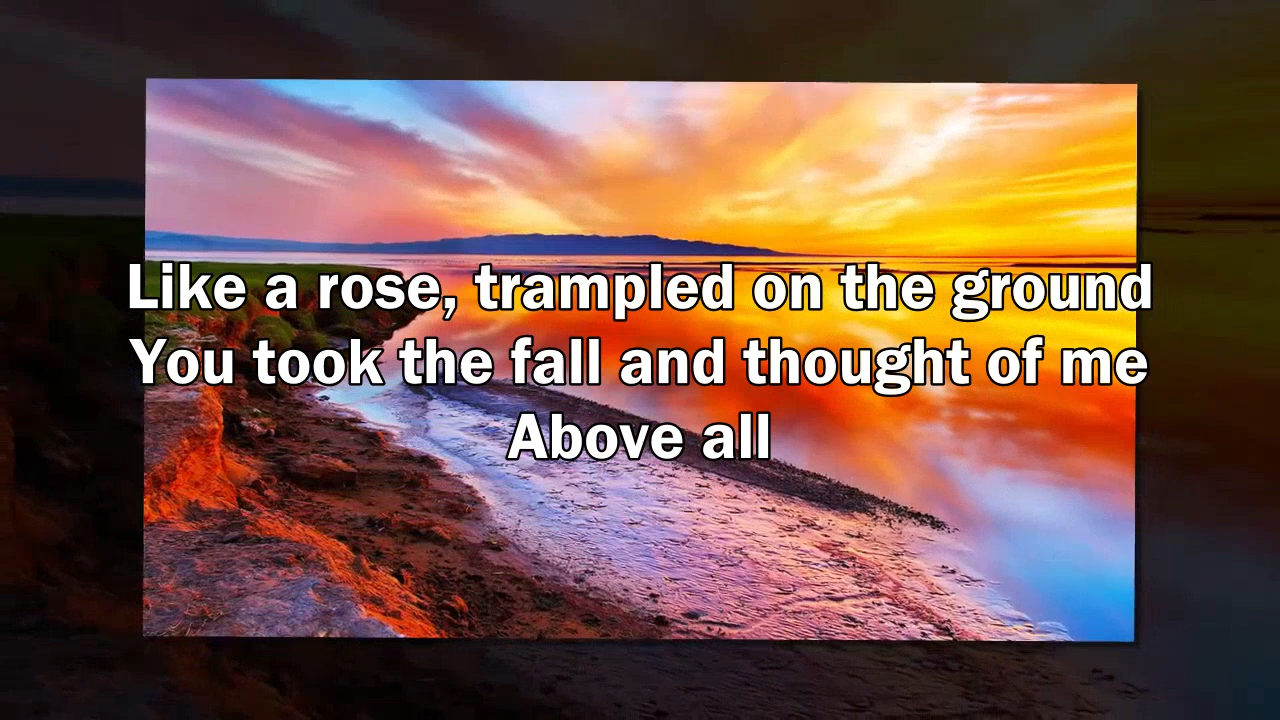 Like a rose, trampled on the ground
You took the fall and thought of me
Above all